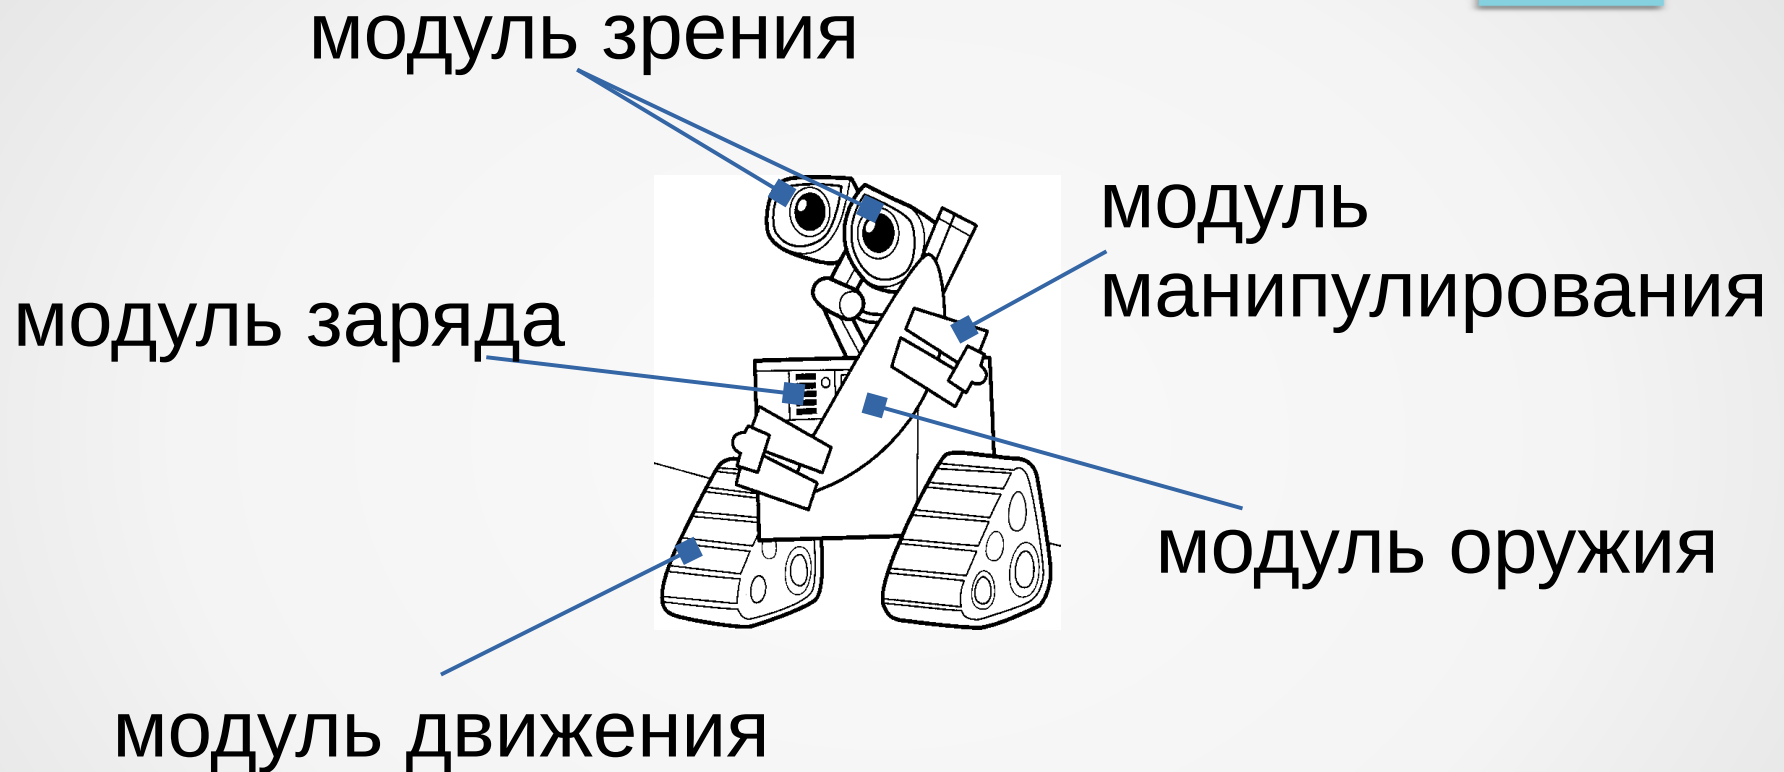 модуль зрения
модуль
манипулирования
модуль заряда
модуль оружия
модуль движения